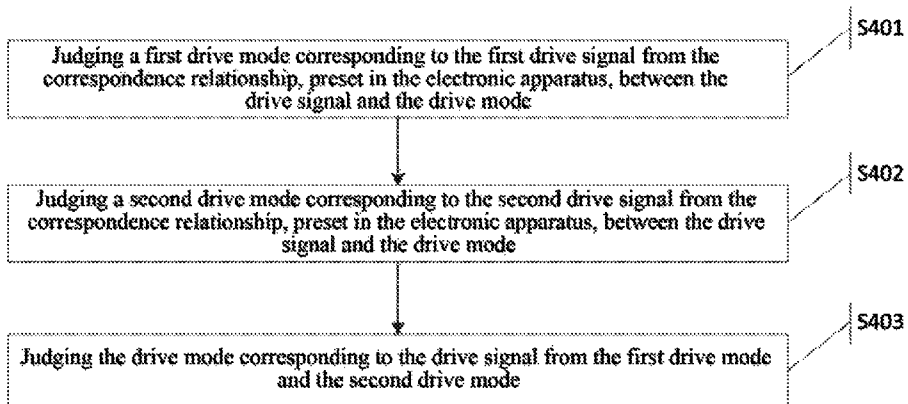 S401
Judging a first drive mode corresponding to the first drive signal from the
correspondence relationship, preset in the electronic apparatus, between the
drive signal and the drive mode
S402
Judging a second drive mode corresponding to the second drive signal from the
correspondence relationship, preset in the electronic apparatus, between the drive
signal and the drive mode
S403
Judging the drive mode corresponding to the drive signal from the first drive mode
and the second drive mode